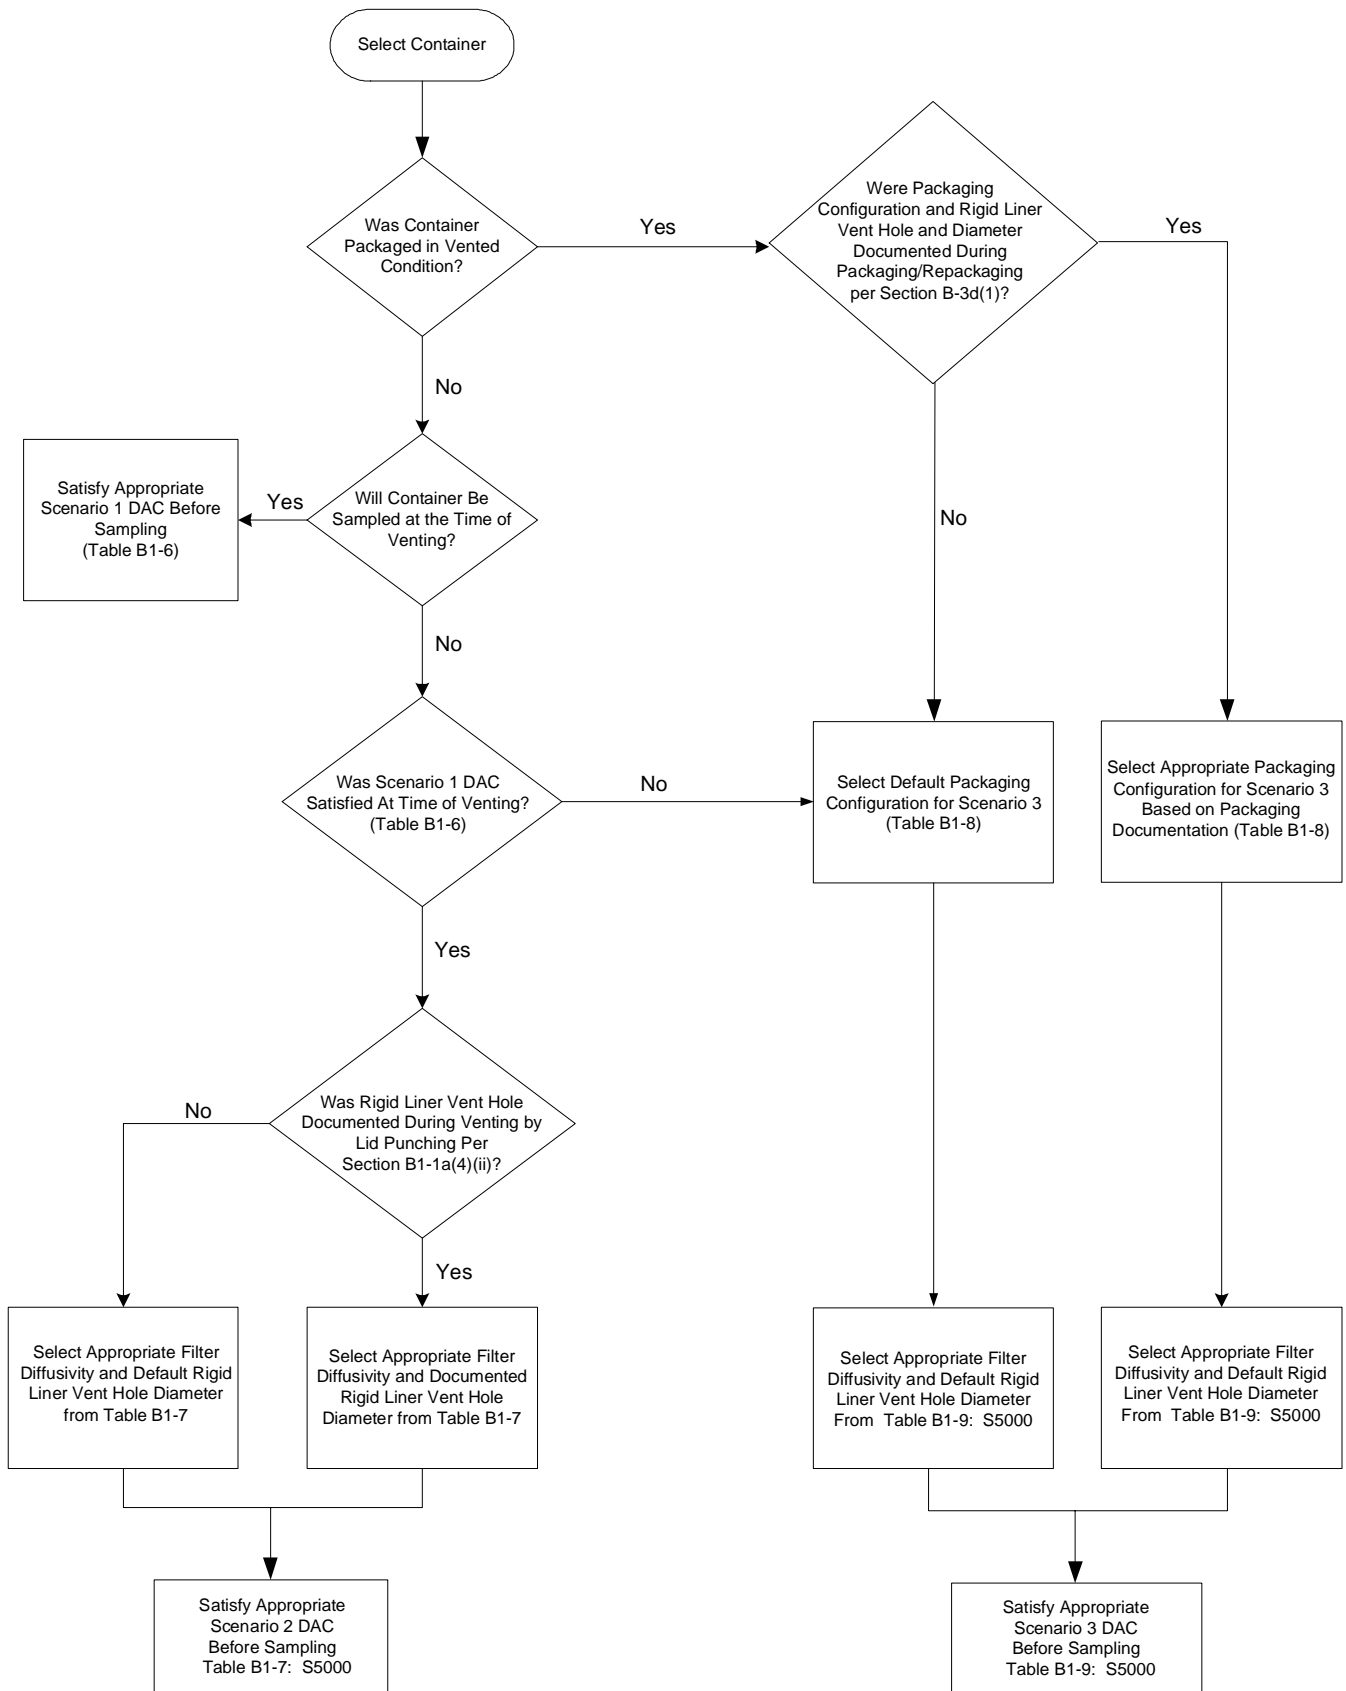 Select Container
Was Container
Packaged in Vented
Condition?
Yes
Were Packaging
Configuration and Rigid Liner
Vent Hole and Diameter
Documented During
Packaging/Repackaging
per Section B-3d(1)?
Yes
No
Satisfy Appropriate
Scenario 1 DAC Before
Sampling
(Table B1-6)
Yes
Will Container Be
Sampled at the Time of
Venting?
No
No
Was Scenario 1 DAC
Satisfied At Time of Venting?
(Table B1-6)
No
Select Default Packaging
Configuration for Scenario 3
(Table B1-8)
Select Appropriate Packaging
Configuration for Scenario 3
Based on Packaging
Documentation (Table B1-8)
Yes
No
Was Rigid Liner Vent Hole
Documented During Venting by
Lid Punching Per
Section B1-1a(4)(ii)?
Yes
Select Appropriate Filter
Diffusivity and Default Rigid
Liner Vent Hole Diameter
from Table B1-7
Select Appropriate Filter
Diffusivity and Documented
Rigid Liner Vent Hole
Diameter from Table B1-7
Select Appropriate Filter
Diffusivity and Default Rigid
Liner Vent Hole Diameter
From Table B1-9: S5000
Select Appropriate Filter
Diffusivity and Default Rigid
Liner Vent Hole Diameter
From Table B1-9: S5000
Satisfy Appropriate
Scenario 2 DAC
Before Sampling
Table B1-7: S5000
Satisfy Appropriate
Scenario 3 DAC
Before Sampling
Table B1-9: S5000